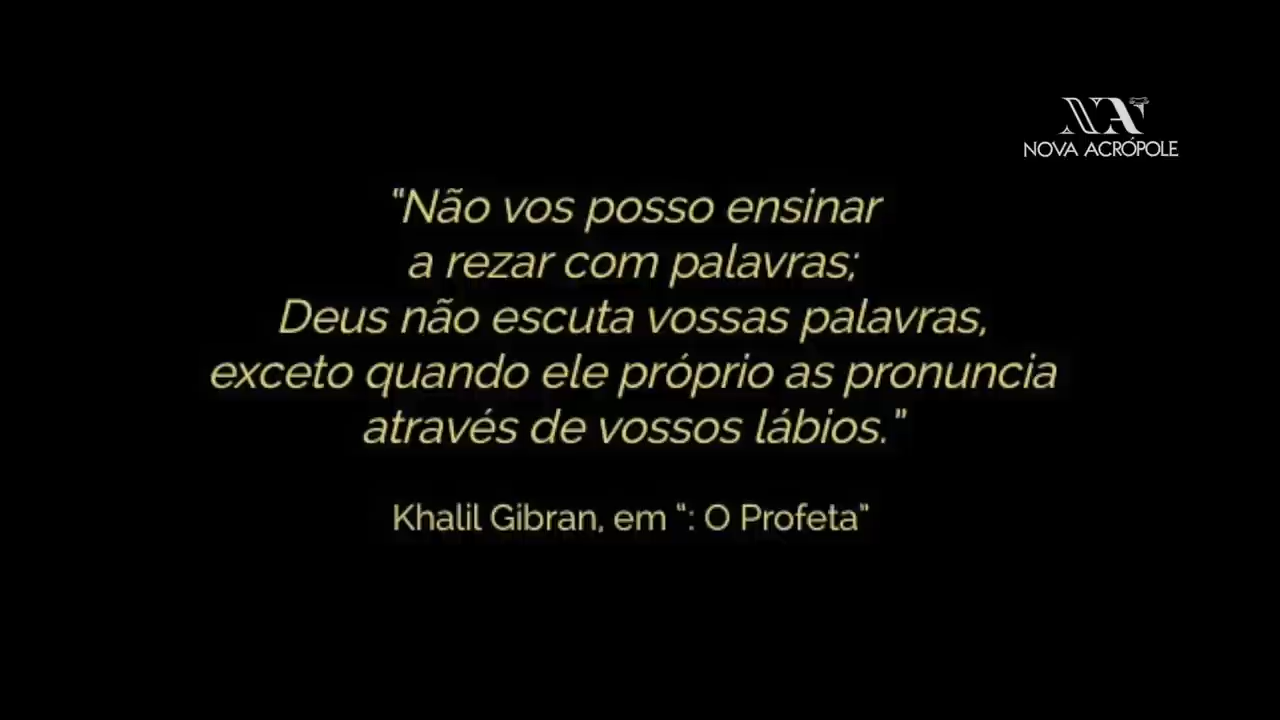 NOVA ACRÓPOLE
"Não vos posso ensinar
a rezar com palavras;
Deus não escuta vossas palavras,
exceto quando ele próprio as pronuncia
através de vossos lábios."
Khalil Gibran, em ": O Profeta"